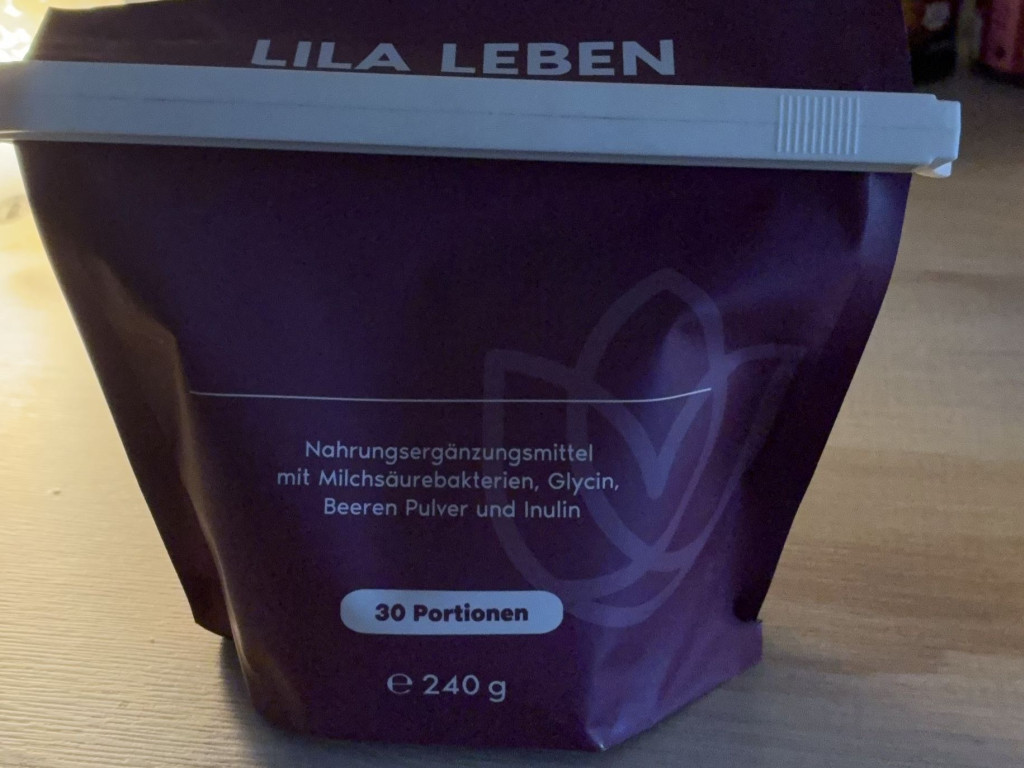 LILA LEBEN
Nahrungsergänzungsmittel
mit Milchsäurebakterien, Glycin,
Beeren Pulver und Inulin
30 Portionen
℮ 240 g